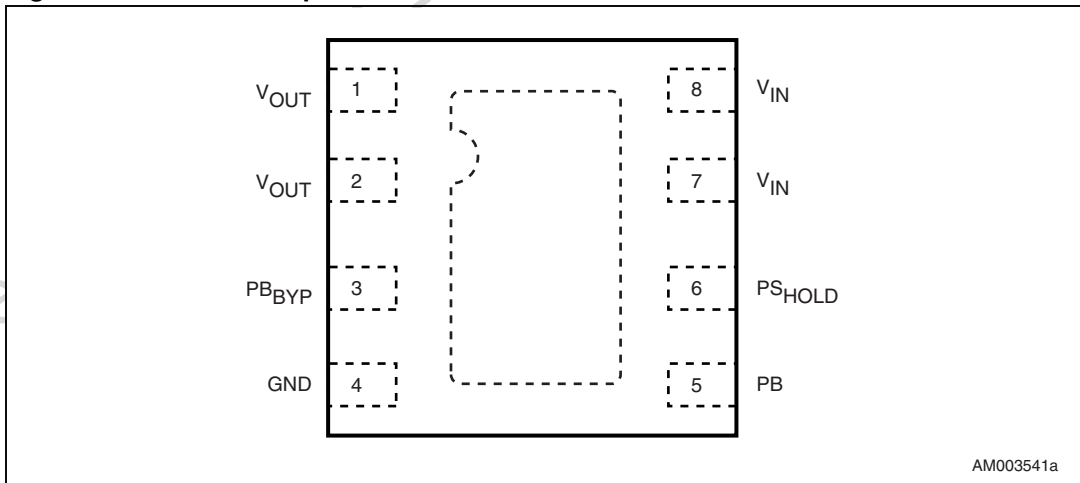 VOUT 1 8 VIN
VOUT 2 7 VIN
PBBYP 3 6 PSHOLD
GND 4 5 PB
AM003541a